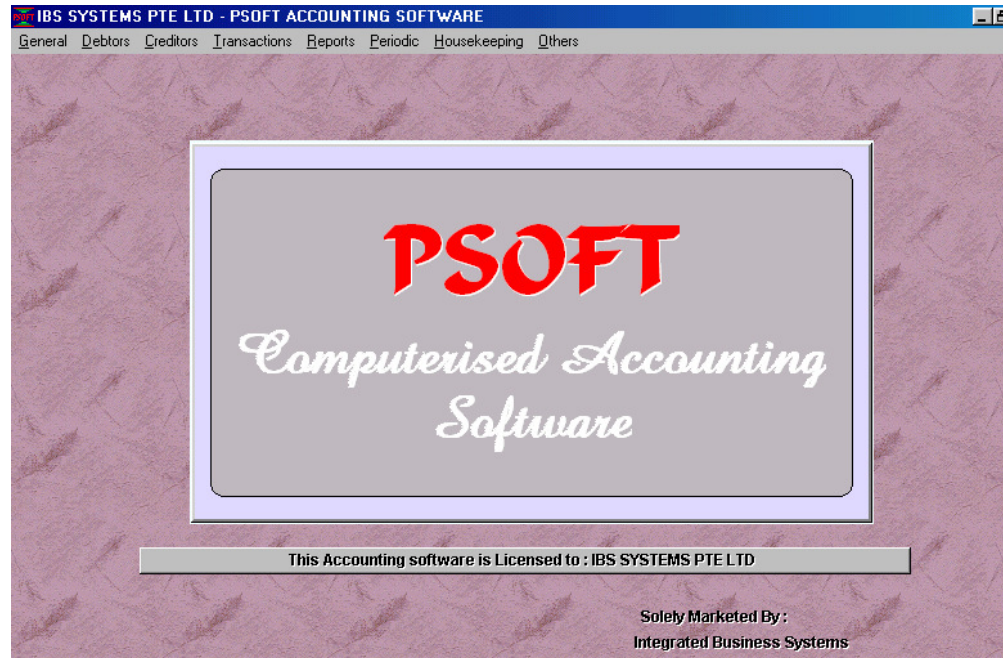 IBS SYSTEMS PTE LTD - PSOFT ACCOUNTING SOFTWARE
General Debtors Creditors Transactions Reports Periodic Housekeeping Others
PSOFT
Computerised Accounting
Software
This Accounting software is Licensed to : IBS SYSTEMS PTE LTD
Solely Marketed By :
Integrated Business Systems